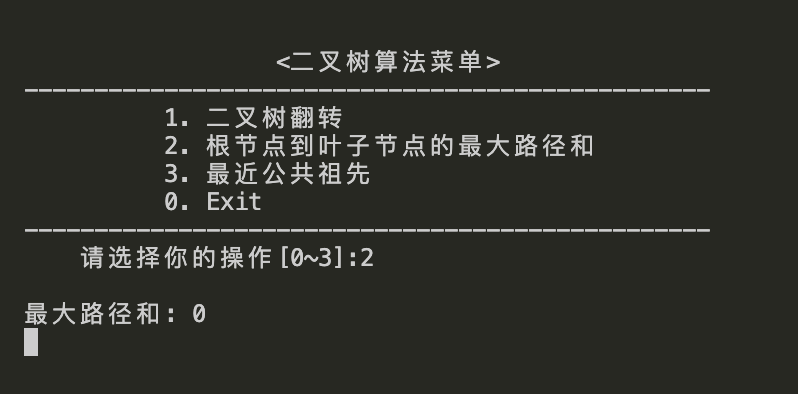 <二叉树算法菜单>
1. 二叉树翻转
2. 根节点到叶子节点的最大路径和
3. 最近公共祖先
0. Exit
请选择你的操作[0~3]:2
最大路径和: 0